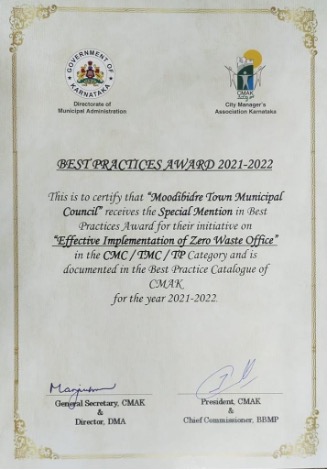 GOVERNMENT OF
KARNATAKA
Directorate of
Municipal Administration
CMAK
City Manager's
Association Karnataka
BEST PRACTICES AWARD 2021-2022
This is to certify that "Moodibidre Town Municipal
Council" receives the Special Mention in Best
Practices Award for their initiative on
"Effective Implementation of Zero Waste Office"
in the CMC / TMC / TP Category and is
documented in the Best Practice Catalogue of
CMAK
for the year 2021-2022.
General Secretary, CMAK
&
Director, DMA
President, CMAK
&
Chief Commissioner, BBMP